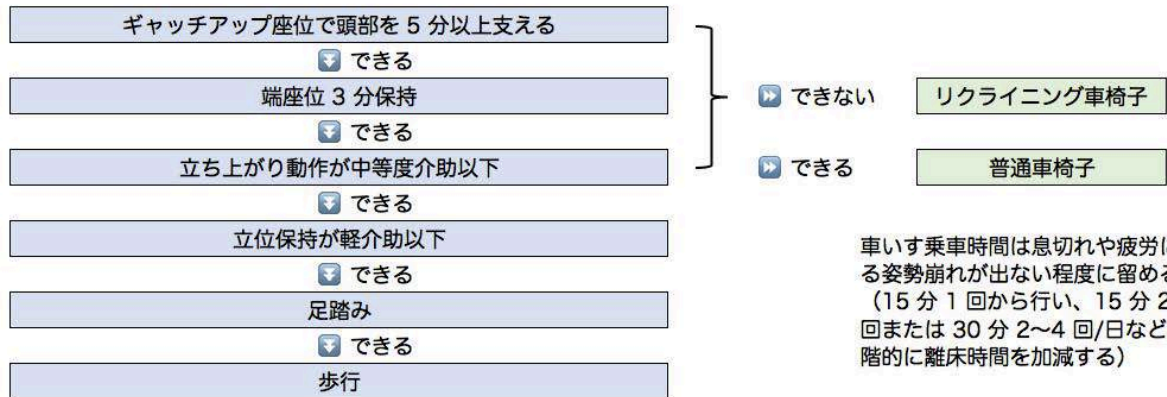 ギャッチアップ座位で頭部を 5 分以上支える
できる
端座位 3 分保持
できる
立ち上がり動作が中等度介助以下
できる
立位保持が軽介助以下
できる
足踏み
できる
歩行
できない
リクライニング車椅子
できる
普通車椅子
車いす乗車時間は息切れや疲労に
る姿勢崩れが出ない程度に留める
（15 分 1 回から行い、15 分 2
回または 30 分 2〜4 回/日など
階的に離床時間を加減する）